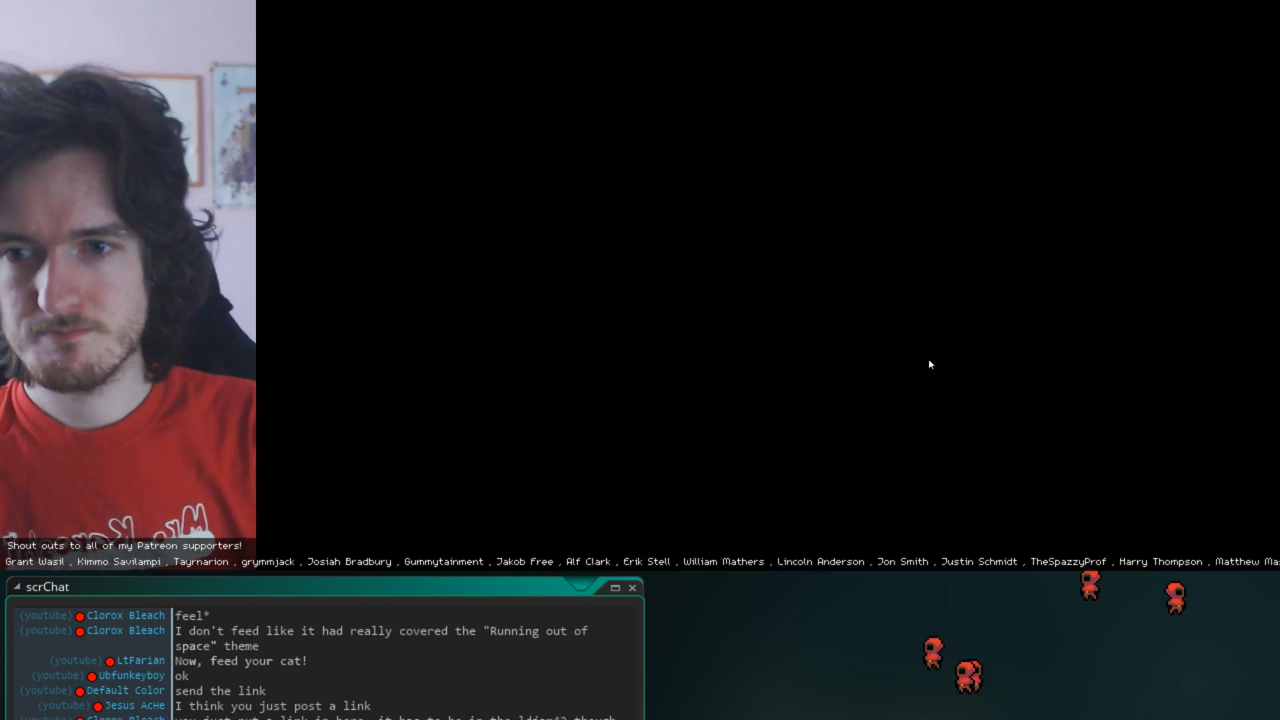 Shout outs to all of my Patreon supporters!
Grant Wasil , Kimmo Savilampi , Tayrnarion , grymmjack , Josiah Bradbury , Gummytainment , Jakob Free , Alf Clark , Erik Stell , William Mathers , Lincoln Anderson , Jon Smith , Justin Schmidt , TheSpazzyProf , Harry Thompson , Matthew
scrChat
(youtube) Clorox Bleach feel*
(youtube) Clorox Bleach I don't feed like it had really covered the "Running out of
space" theme
(youtube) LtFarian Now, feed your cat!
(youtube) Ubfunkeyboy ok
(youtube) Default Color send the link
(youtube) Jesus AcHe I think you just post a link